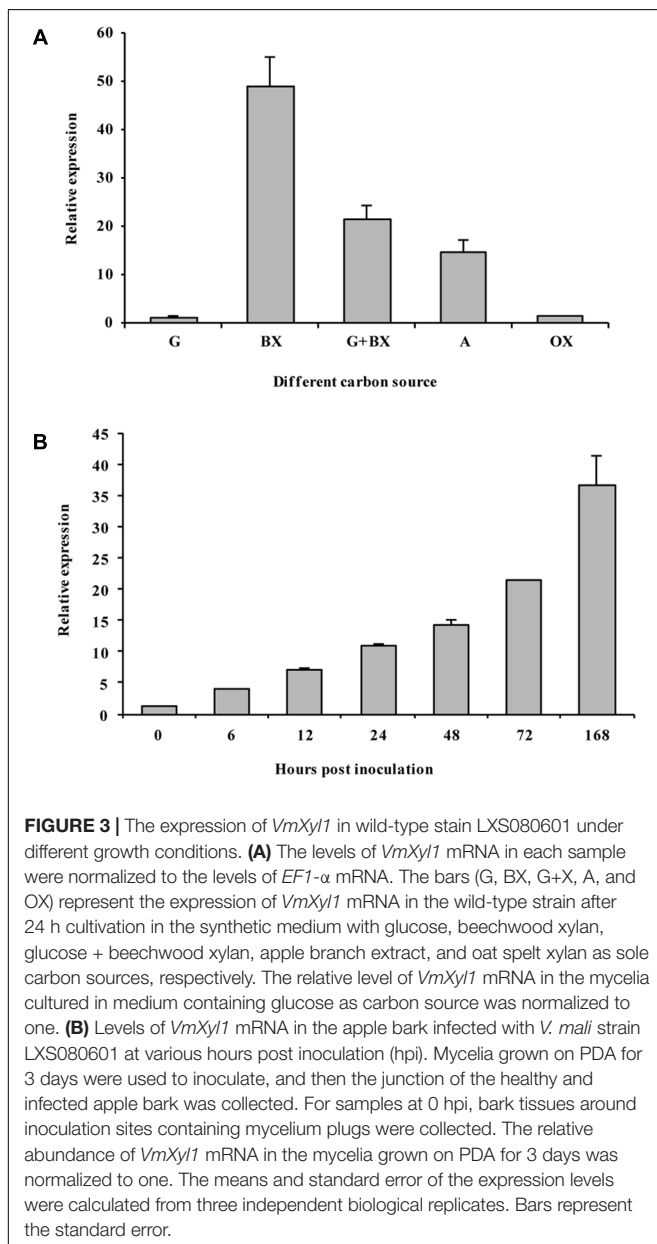 A
Relative expression
60
50
40
30
20
10
0
G BX G+BX A OX
Different carbon source
B
Relative expression
45
40
35
30
25
20
15
10
5
0
0 6 12 24 48 72 168
Hours post inoculation
FIGURE 3 | The expression of VmXyl1 in wild-type stain LXS080601 under
different growth conditions. (A) The levels of VmXyl1 mRNA in each sample
were normalized to the levels of EF1-α mRNA. The bars (G, BX, G+X, A, and
OX) represent the expression of VmXyl1 mRNA in the wild-type strain after
24 h cultivation in the synthetic medium with glucose, beechwood xylan,
glucose + beechwood xylan, apple branch extract, and oat spelt xylan as sole
carbon sources, respectively. The relative level of VmXyl1 mRNA in the mycelia
cultured in medium containing glucose as carbon source was normalized to
one. (B) Levels of VmXyl1 mRNA in the apple bark infected with V. mali strain
LXS080601 at various hours post inoculation (hpi). Mycelia grown on PDA for
3 days were used to inoculate, and then the junction of the healthy and
infected apple bark was collected. For samples at 0 hpi, bark tissues around
inoculation sites containing mycelium plugs were collected. The relative
abundance of VmXyl1 mRNA in the mycelia grown on PDA for 3 days was
normalized to one. The means and standard error of the expression levels
were calculated from three independent biological replicates. Bars represent
the standard error.